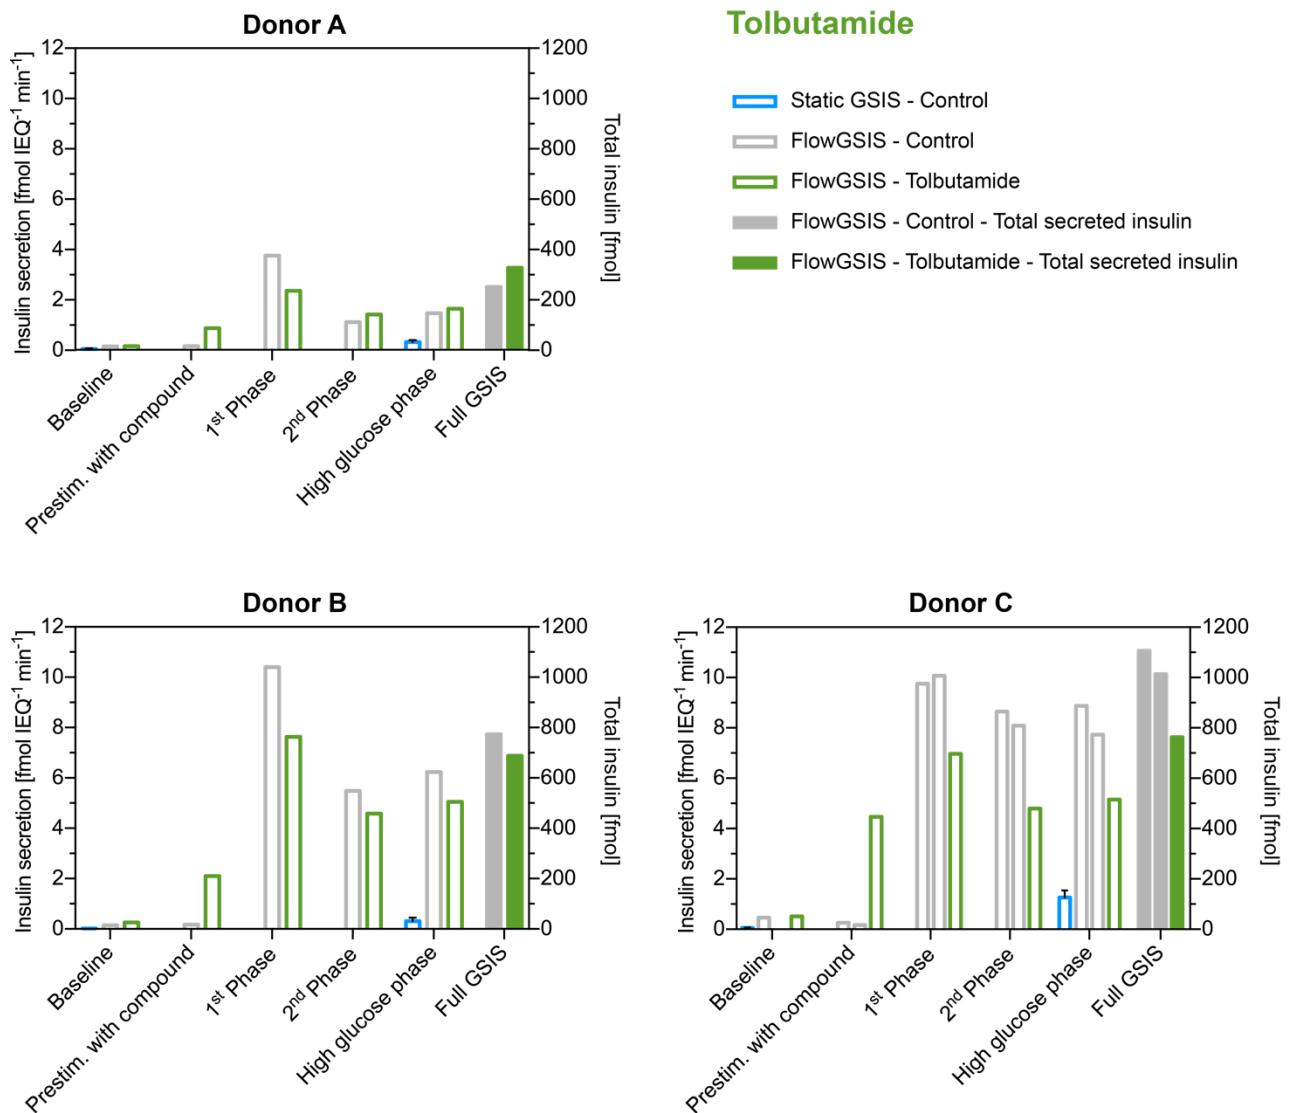 Donor A
12
10
8
6
4
2
0
Insulin secretion [fmol IEQ⁻¹ min⁻¹]
1200
1000
800
600
400
200
0
Total insulin [fmol]
Baseline
Prestim. with compound
1st Phase
2nd Phase
High glucose phase
Full GSIS
Tolbutamide
Static GSIS - Control
FlowGSIS - Control
FlowGSIS - Tolbutamide
FlowGSIS - Control - Total secreted insulin
FlowGSIS - Tolbutamide - Total secreted insulin
Donor B
12
10
8
6
4
2
0
Insulin secretion [fmol IEQ⁻¹ min⁻¹]
1200
1000
800
600
400
200
0
Total insulin [fmol]
Baseline
Prestim. with compound
1st Phase
2nd Phase
High glucose phase
Full GSIS
Donor C
12
10
8
6
4
2
0
Insulin secretion [fmol IEQ⁻¹ min⁻¹]
1200
1000
800
600
400
200
0
Total insulin [fmol]
Baseline
Prestim. with compound
1st Phase
2nd Phase
High glucose phase
Full GSIS